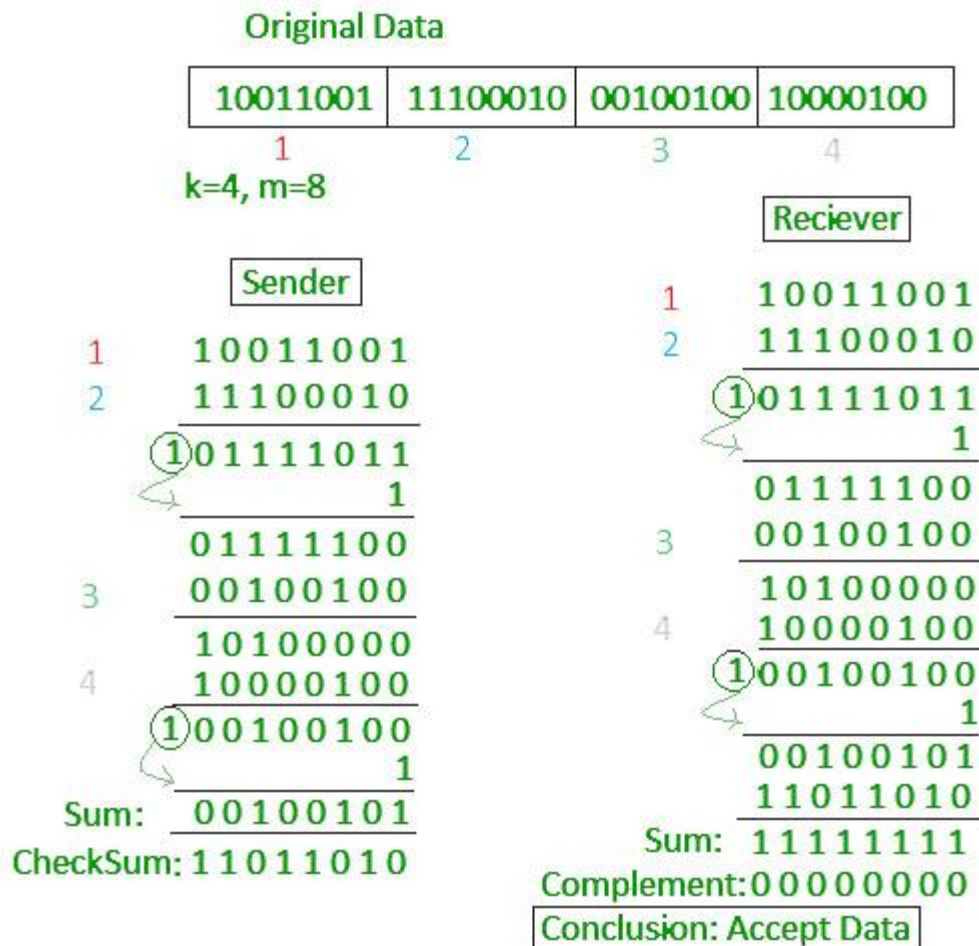 Original Data
10011001 11100010 00100100 10000100
1 2 3 4
k=4, m=8
Sender
1 10011001
2 11100010
1 01111011
1
01111100
3 00100100
10100000
4 10000100
1 00100100
1
Sum: 00100101
CheckSum: 11011010
Reciever
1 10011001
2 11100010
1 01111011
1
01111100
3 00100100
10100000
4 10000100
1 00100100
1
00100101
11011010
Sum: 11111111
Complement: 00000000
Conclusion: Accept Data